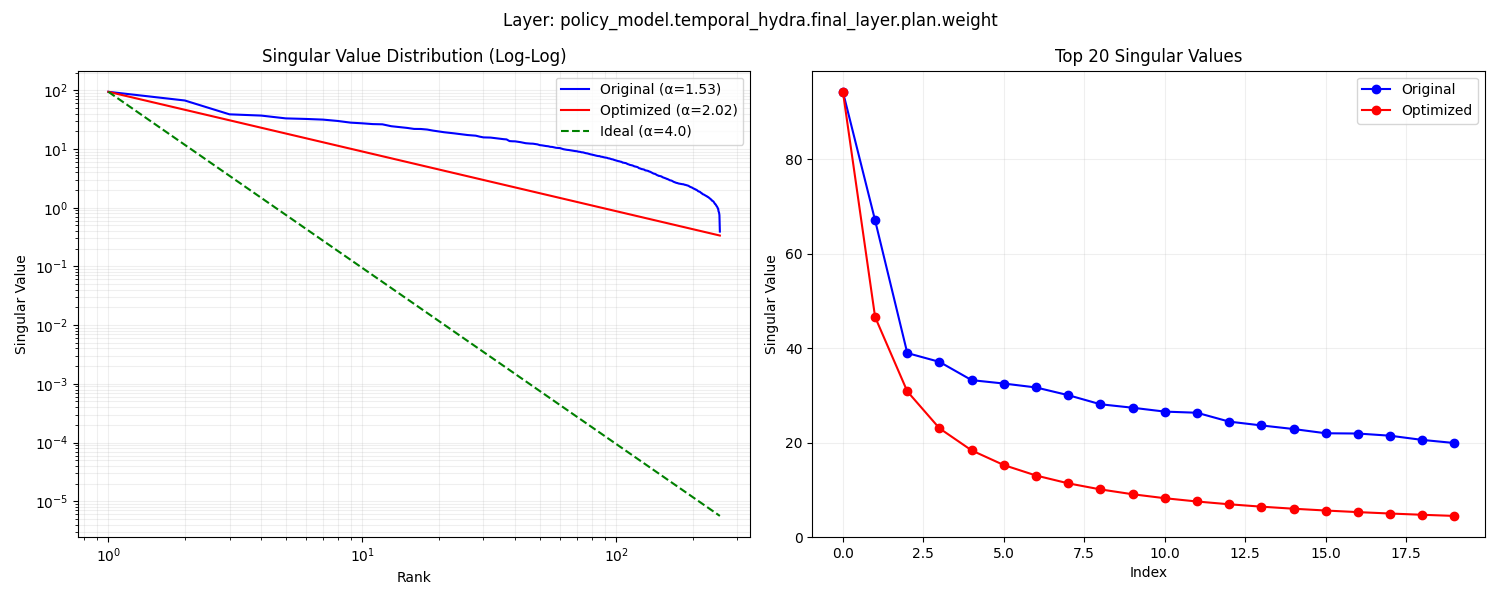 Layer: policy_model.temporal_hydra.final_layer.plan.weight
Singular Value Distribution (Log-Log)
Original (α=1.53)
Optimized (α=2.02)
Ideal (α=4.0)
10²
10¹
10⁰
10⁻¹
10⁻²
10⁻³
10⁻⁴
10⁻⁵
Singular Value
10⁰ 10¹ 10²
Rank
Top 20 Singular Values
Original
Optimized
80
60
40
20
0
Singular Value
0.0 2.5 5.0 7.5 10.0 12.5 15.0 17.5
Index